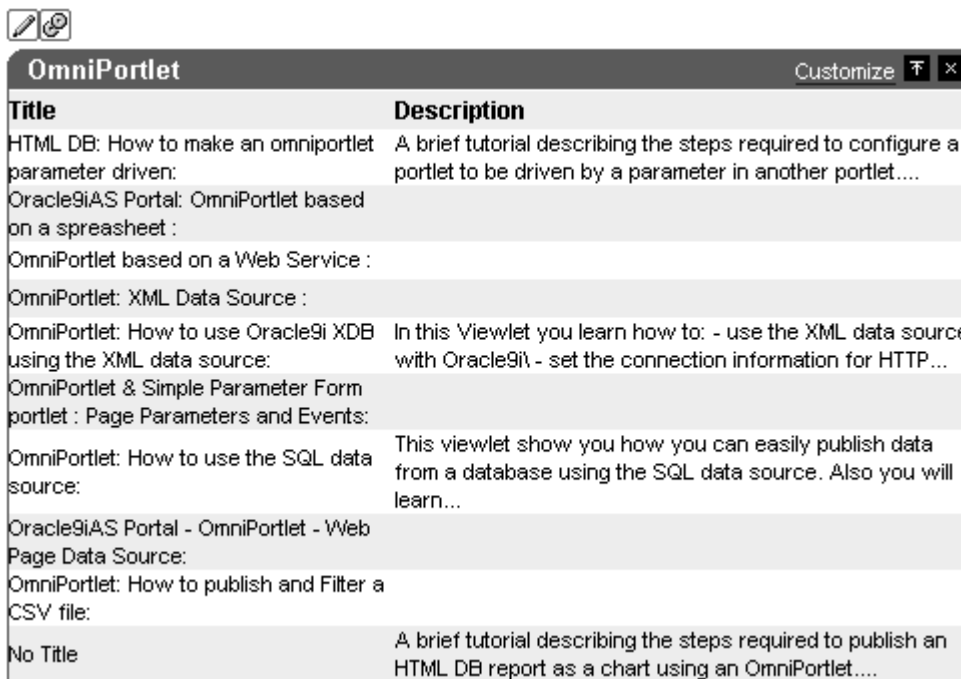 OmniPortlet Customize
Title Description
HTML DB: How to make an omniportlet A brief tutorial describing the steps required to configure a
parameter driven: portlet to be driven by a parameter in another portlet....
Oracle9iAS Portal: OmniPortlet based
on a spreasheet :
OmniPortlet based on a Web Service :
OmniPortlet: XML Data Source :
OmniPortlet: How to use Oracle9i XDB In this Viewlet you learn how to: - use the XML data source
using the XML data source: with Oracle9i\ - set the connection information for HTTP...
OmniPortlet & Simple Parameter Form
portlet : Page Parameters and Events:
OmniPortlet: How to use the SQL data
source:
This viewlet show you how you can easily publish data
from a database using the SQL data source. Also you will
learn...
Oracle9iAS Portal - OmniPortlet - Web
Page Data Source:
OmniPortlet: How to publish and Filter a
CSV file:
No Title
A brief tutorial describing the steps required to publish an
HTML DB report as a chart using an OmniPortlet....